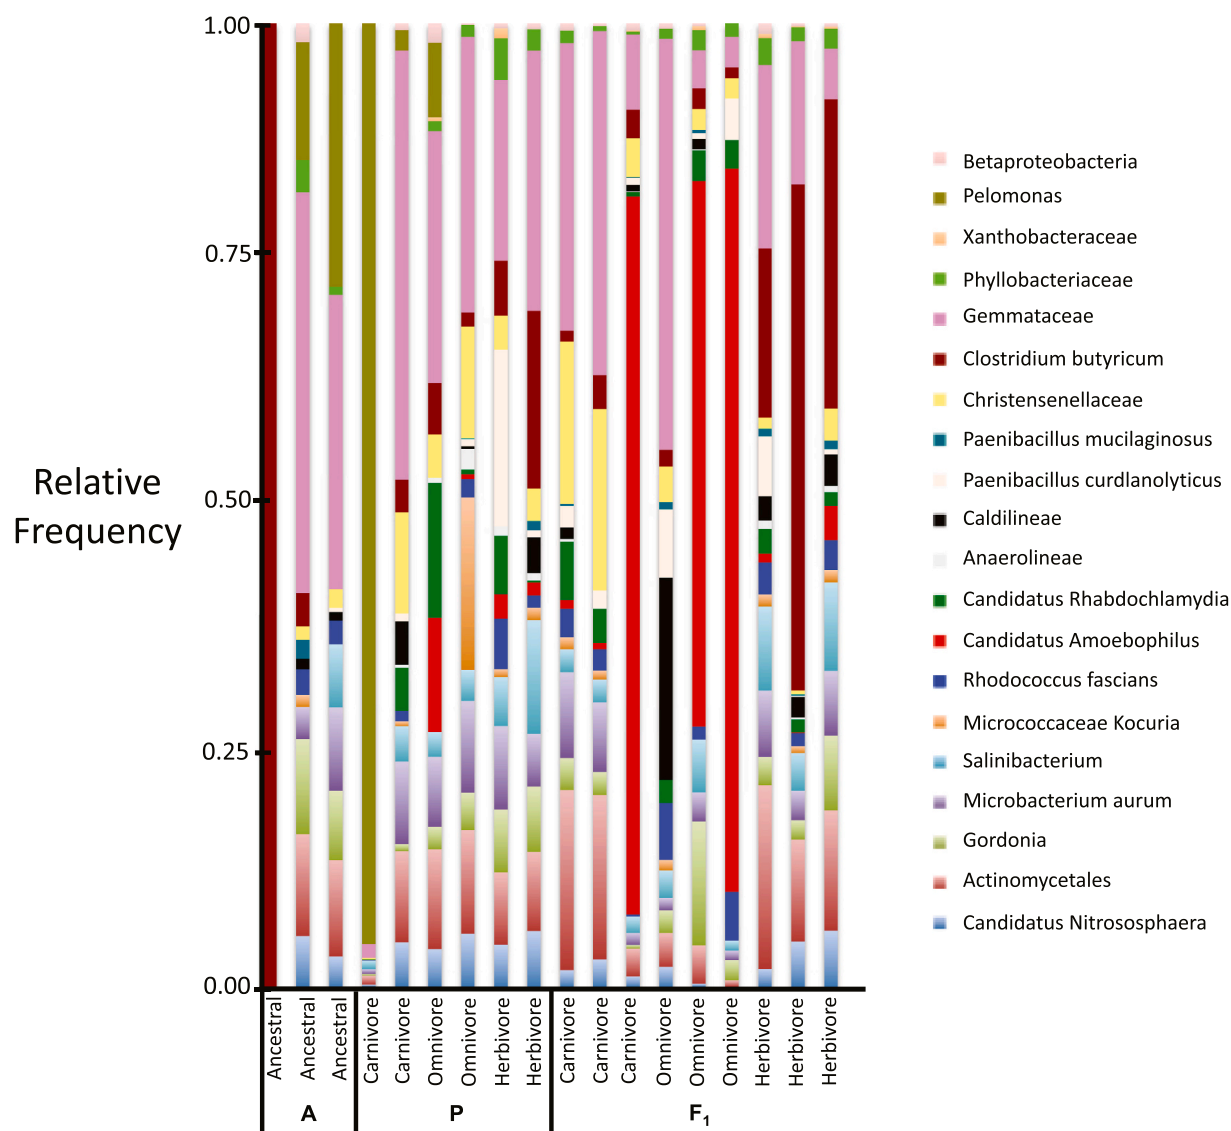 1.00
0.75
0.50
0.25
0.00
Relative
Frequency
Betaproteobacteria
Pelomonas
Xanthobacteraceae
Phyllobacteriaceae
Gemmataceae
Clostridium butyricum
Christensenellaceae
Paenibacillus mucilaginosus
Paenibacillus curdlanolyticus
Caldilineae
Anaerolineae
Candidatus Rhabdochlamydia
Candidatus Amoebophilus
Rhodococcus fascians
Micrococcaceae Kocuria
Salinibacterium
Microbacterium aurum
Gordonia
Actinomycetales
Candidatus Nitrososphaera
Ancestral
Ancestral
Ancestral
Carnivore
Carnivore
Omnivore
Omnivore
Herbivore
Herbivore
Carnivore
Carnivore
Carnivore
Omnivore
Omnivore
Omnivore
Herbivore
Herbivore
Herbivore
A
P
F1